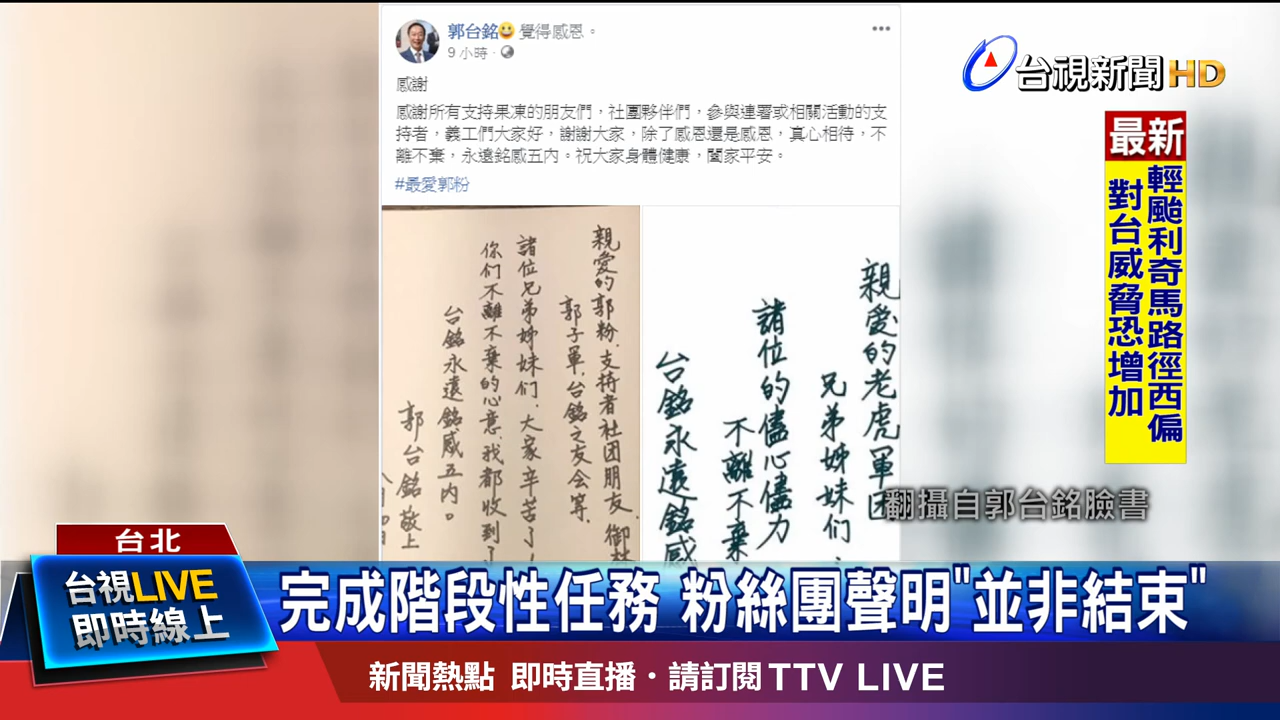 郭台銘😀 覺得感恩。
9 小時
感謝
感謝所有支持果凍的朋友們，社團夥伴們，參與連署或相關活動的支
持者，義工們大家好，謝謝大家，除了感恩還是感恩，真心相待，不
離不棄，永遠銘感五內。祝大家身體健康，闔家平安。
#最愛郭粉
親愛的郭粉、支持者社团朋友、御林
郭子軍、台銘之友会等，
諸位兄弟姊妹们、大家辛苦了！
你们不離不棄的心意、我都收到了
台銘永遠銘感五内。
郭台銘敬上
親愛的老虎軍团
兄弟姊妹们、
諸位的儘心儘力
不離不棄
台銘永遠銘感
翻攝自郭台銘臉書
台視新聞HD
最新
輕颱利奇馬路徑西偏
對台威脅恐增加
台北
台視LIVE
即時線上
完成階段性任務 粉絲團聲明"並非結束"
新聞熱點 即時直播・請訂閱TTV LIVE